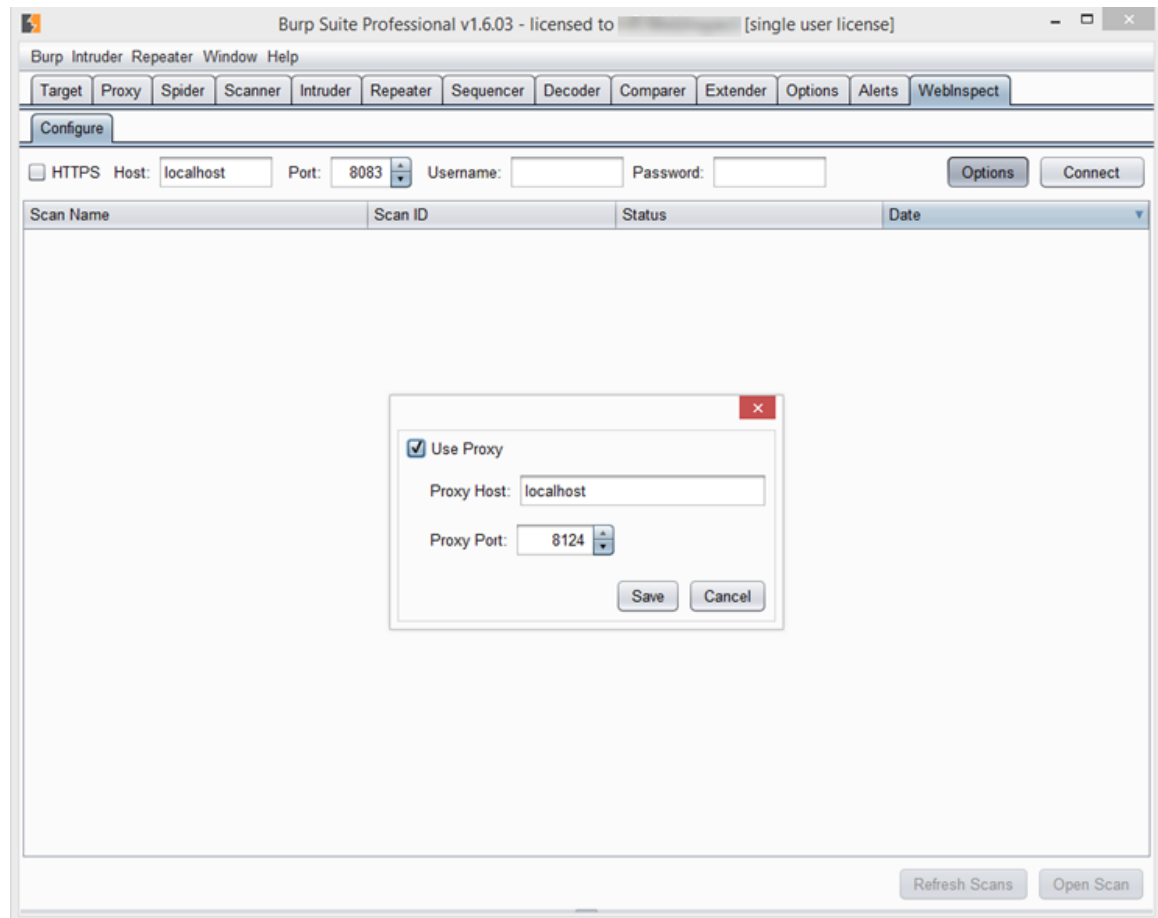 Burp Suite Professional v1.6.03 - licensed to [single user license]
Burp Intruder Repeater Window Help
Target Proxy Spider Scanner Intruder Repeater Sequencer Decoder Comparer Extender Options Alerts WebInspect
Configure
HTTPS Host: localhost Port: 8083 Username: Password: Options Connect
Scan Name Scan ID Status Date
Use Proxy
Proxy Host: localhost
Proxy Port: 8124
Save Cancel
Refresh Scans Open Scan